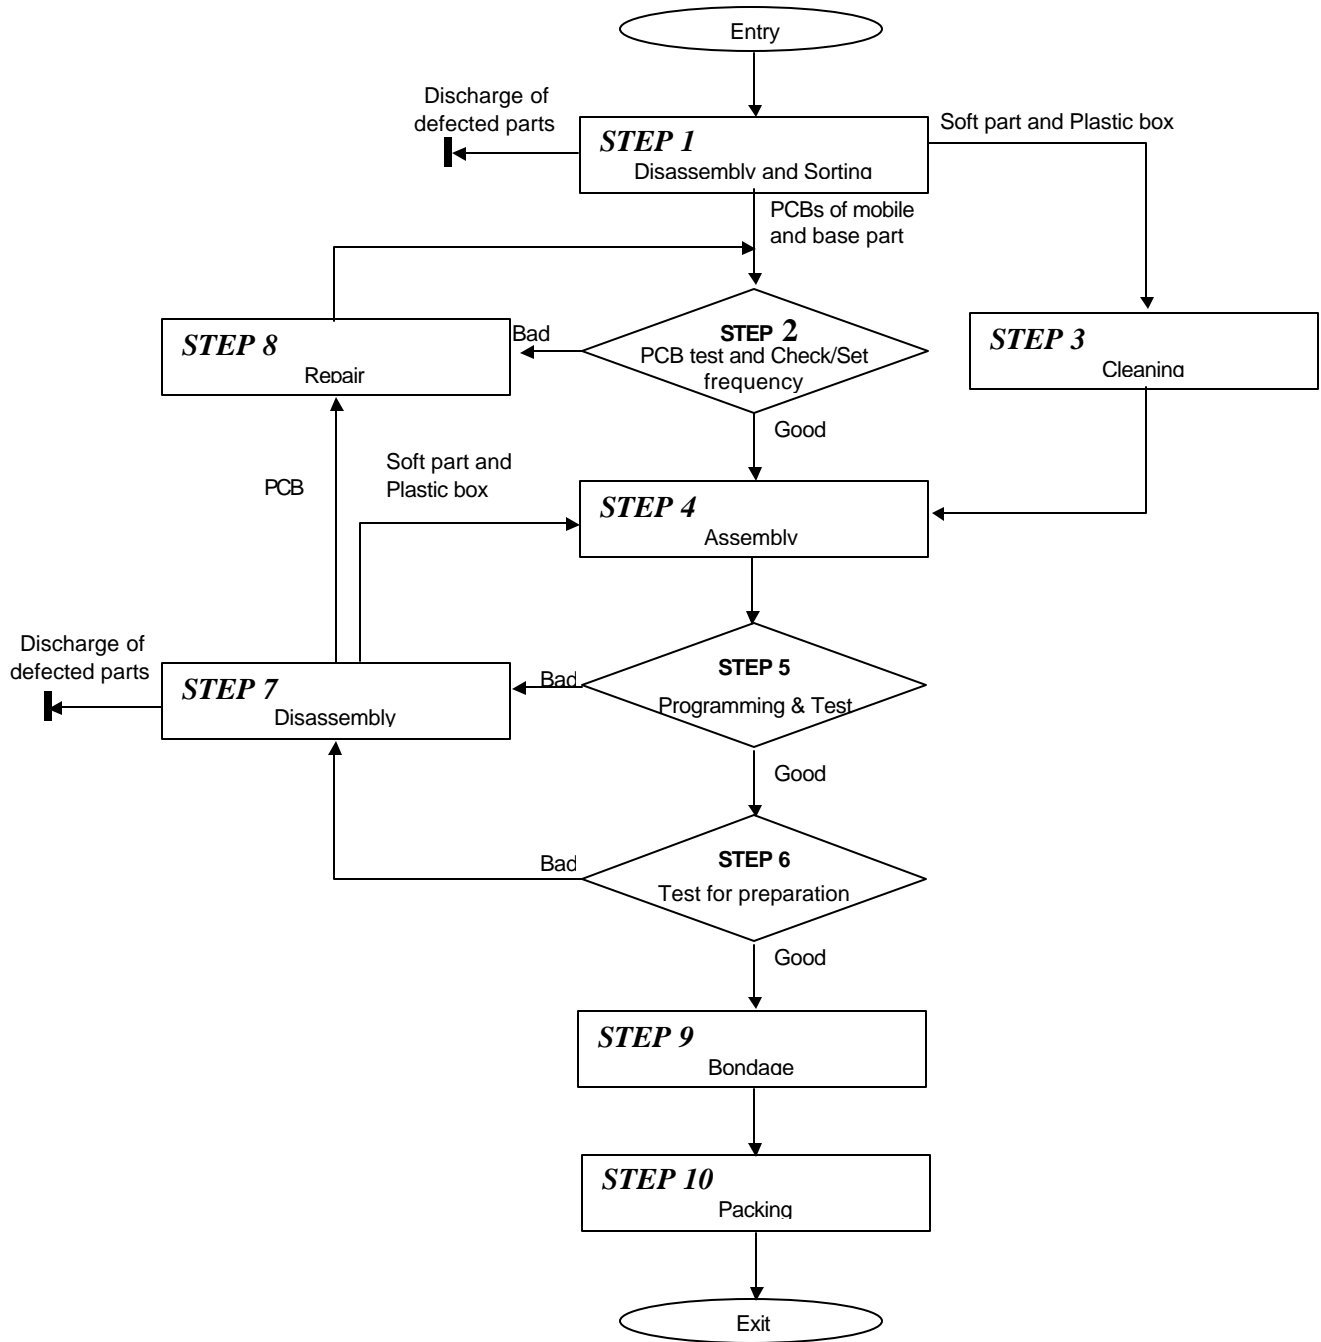 Entry
Discharge of
defected parts
STEP 1
Disassembly and Sorting
Soft part and Plastic box
PCBs of mobile
and base part
STEP 8
Repair
Bad
STEP 2
PCB test and Check/Set
frequency
STEP 3
Cleaning
Good
PCB
Soft part and
Plastic box
STEP 4
Assembly
Discharge of
defected parts
STEP 7
Disassembly
Bad
STEP 5
Programming & Test
Good
Bad
STEP 6
Test for preparation
Good
STEP 9
Bondage
STEP 10
Packing
Exit